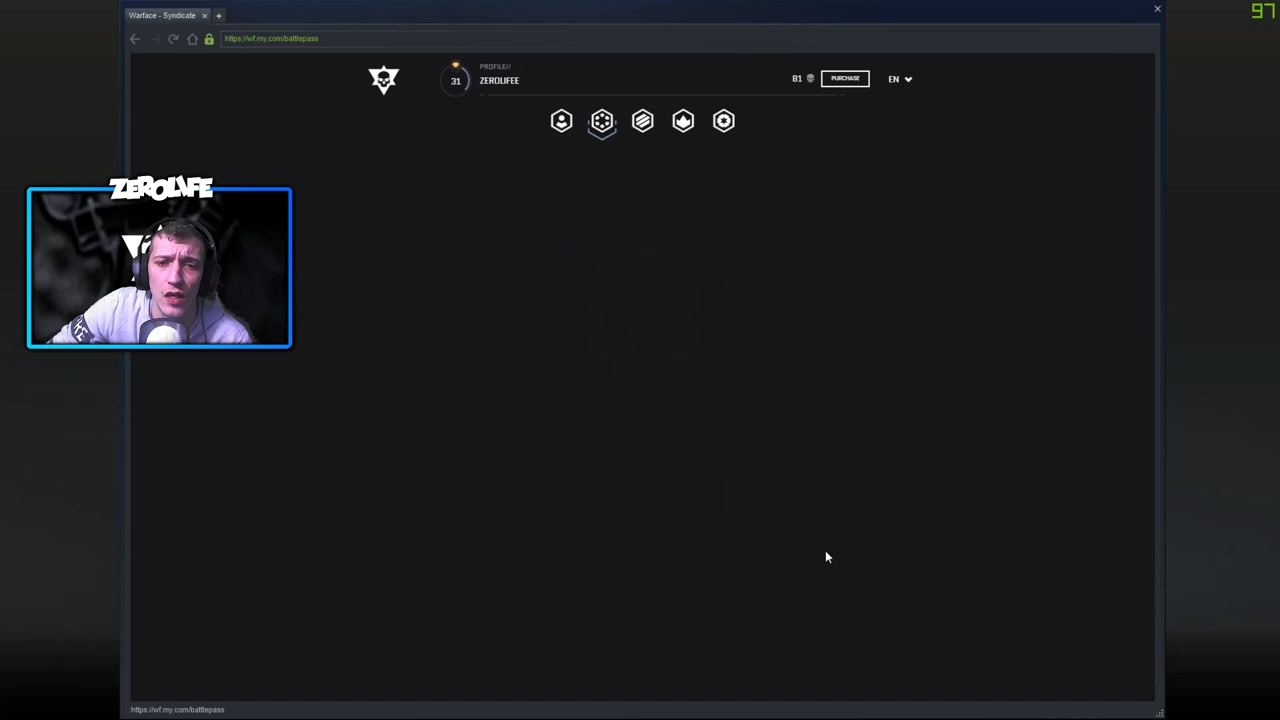 97
Warface - Syndicate
https://wf.my.com/battlepass
31
PROFILE//
ZEROLIFEE
81
PURCHASE
EN
ZEROLIFE
https://wf.my.com/battlepass